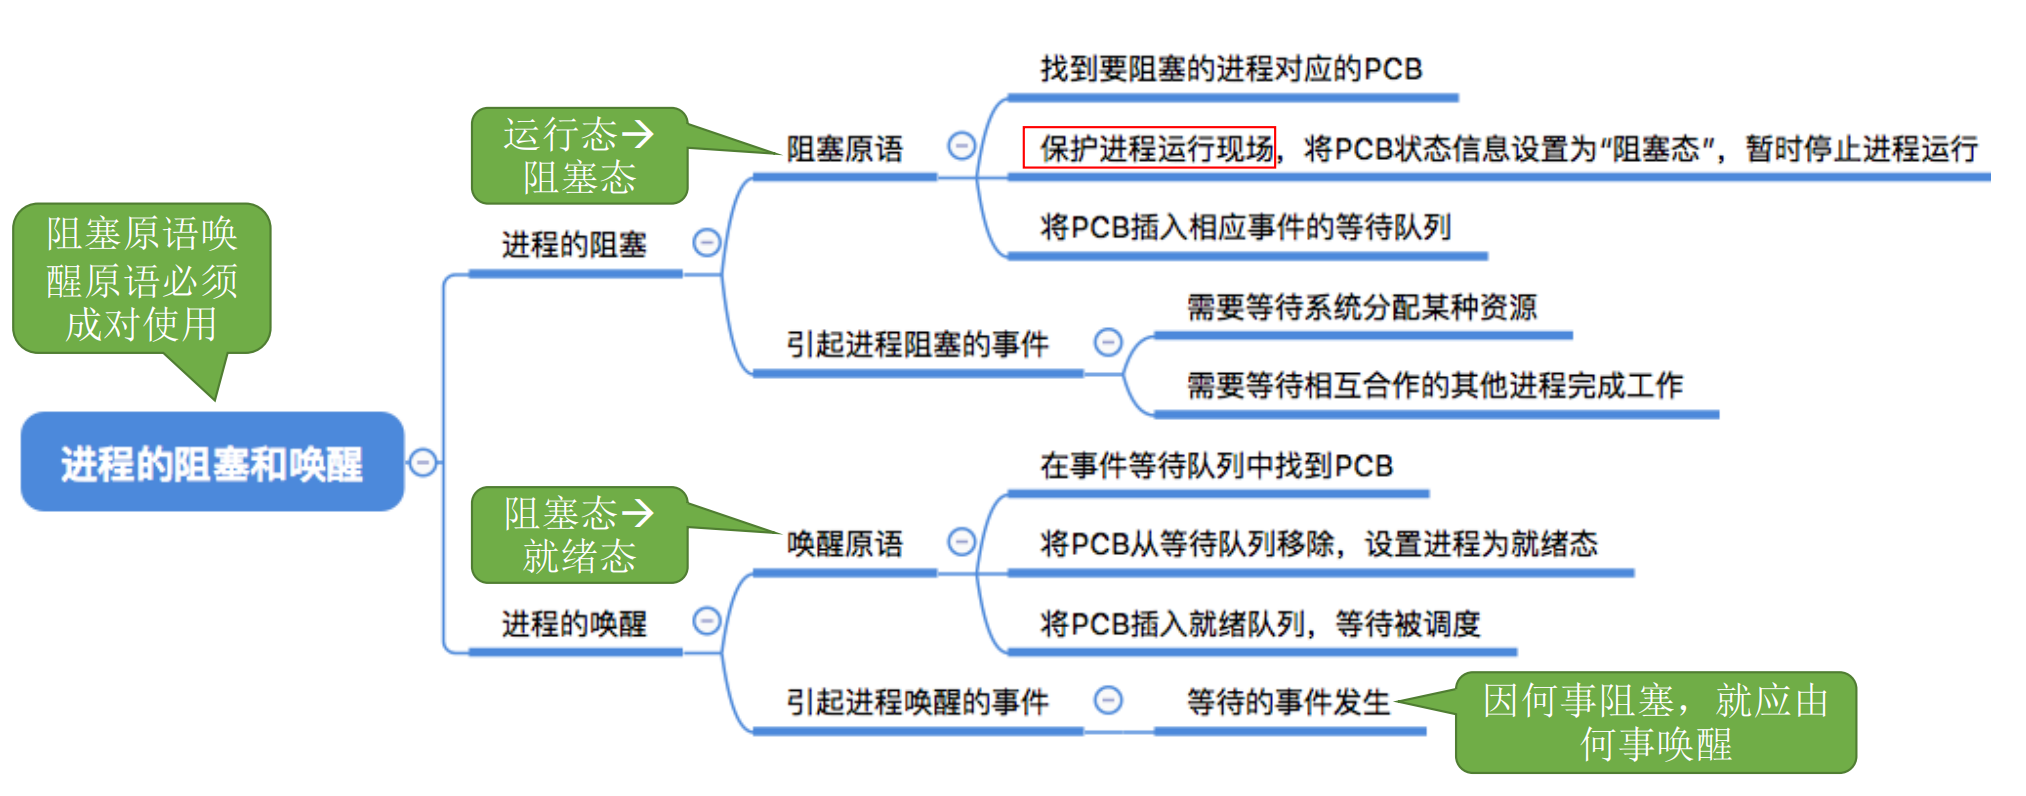 找到要阻塞的进程对应的PCB
运行态→
阻塞态
阻塞原语
保护进程运行现场，将PCB状态信息设置为“阻塞态”，暂时停止进程运行
将PCB插入相应事件的等待队列
阻塞原语唤
醒原语必须
成对使用
进程的阻塞
需要等待系统分配某种资源
引起进程阻塞的事件
需要等待相互合作的其他进程完成工作
进程的阻塞和唤醒
在事件等待队列中找到PCB
阻塞态→
就绪态
唤醒原语
将PCB从等待队列移除，设置进程为就绪态
进程的唤醒
将PCB插入就绪队列，等待被调度
引起进程唤醒的事件
等待的事件发生
因何事阻塞，就应由
何事唤醒